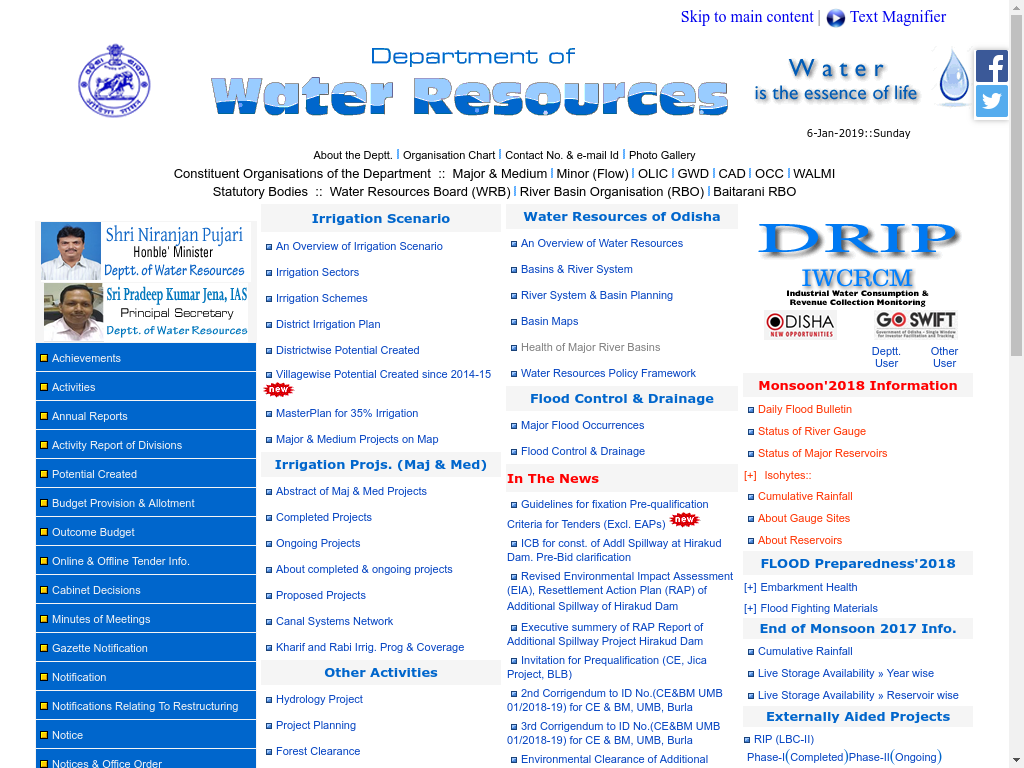 Skip to main content | Text Magnifier
Department of
Water Resources
Water
is the essence of life
6-Jan-2019::Sunday
About the Deptt. | Organisation Chart | Contact No. & e-mail Id | Photo Gallery
Constituent Organisations of the Department :: Major & Medium | Minor (Flow) | OLIC | GWD | CAD | OCC | WALMI
Statutory Bodies :: Water Resources Board (WRB) | River Basin Organisation (RBO) | Baitarani RBO
Shri Niranjan Pujari
Honble' Minister
Deptt. of Water Resources
Sri Pradeep Kumar Jena, IAS
Principal Secretary
Deptt. of Water Resources
Achievements
Activities
Annual Reports
Activity Report of Divisions
Potential Created
Budget Provision & Allotment
Outcome Budget
Online & Offline Tender Info.
Cabinet Decisions
Minutes of Meetings
Gazette Notification
Notification
Notifications Relating To Restructuring
Notice
Notices & Office Order
Irrigation Scenario
An Overview of Irrigation Scenario
Irrigation Sectors
Irrigation Schemes
District Irrigation Plan
Districtwise Potential Created
Villagewise Potential Created since 2014-15
new
MasterPlan for 35% Irrigation
Major & Medium Projects on Map
Irrigation Projs. (Maj & Med)
Abstract of Maj & Med Projects
Completed Projects
Ongoing Projects
About completed & ongoing projects
Proposed Projects
Canal Systems Network
Kharif and Rabi Irrig. Prog & Coverage
Other Activities
Hydrology Project
Project Planning
Forest Clearance
Water Resources of Odisha
An Overview of Water Resources
Basins & River System
River System & Basin Planning
Basin Maps
Health of Major River Basins
Water Resources Policy Framework
Flood Control & Drainage
Major Flood Occurrences
Flood Control & Drainage
In The News
Guidelines for fixation Pre-qualification
Criteria for Tenders (Excl. EAPs) new
ICB for const. of Addl Spillway at Hirakud
Dam. Pre-Bid clarification
Revised Environmental Impact Assessment
(EIA), Resettlement Action Plan (RAP) of
Additional Spillway of Hirakud Dam
Executive summery of RAP Report of
Additional Spillway Project Hirakud Dam
Invitation for Prequalification (CE, Jica
Project, BLB)
2nd Corrigendum to ID No.(CE&BM UMB
01/2018-19) for CE & BM, UMB, Burla
3rd Corrigendum to ID No.(CE&BM UMB
01/2018-19) for CE & BM, UMB, Burla
Environmental Clearance of Additional
DRIP
IWCRCM
Industrial Water Consumption &
Revenue Collection Monitoring
ODISHA
NEW OPPORTUNITIES
GO SWIFT
Government of Odisha - Single Window
for Investor Facilitation and Tracking
Deptt. Other
User User
Monsoon'2018 Information
Daily Flood Bulletin
Status of River Gauge
Status of Major Reservoirs
[+] Isohytes::
Cumulative Rainfall
About Gauge Sites
About Reservoirs
FLOOD Preparedness'2018
[+] Embarkment Health
[+] Flood Fighting Materials
End of Monsoon 2017 Info.
Cumulative Rainfall
Live Storage Availability » Year wise
Live Storage Availability » Reservoir wise
Externally Aided Projects
RIP (LBC-II)
Phase-I(Completed)Phase-II(Ongoing)